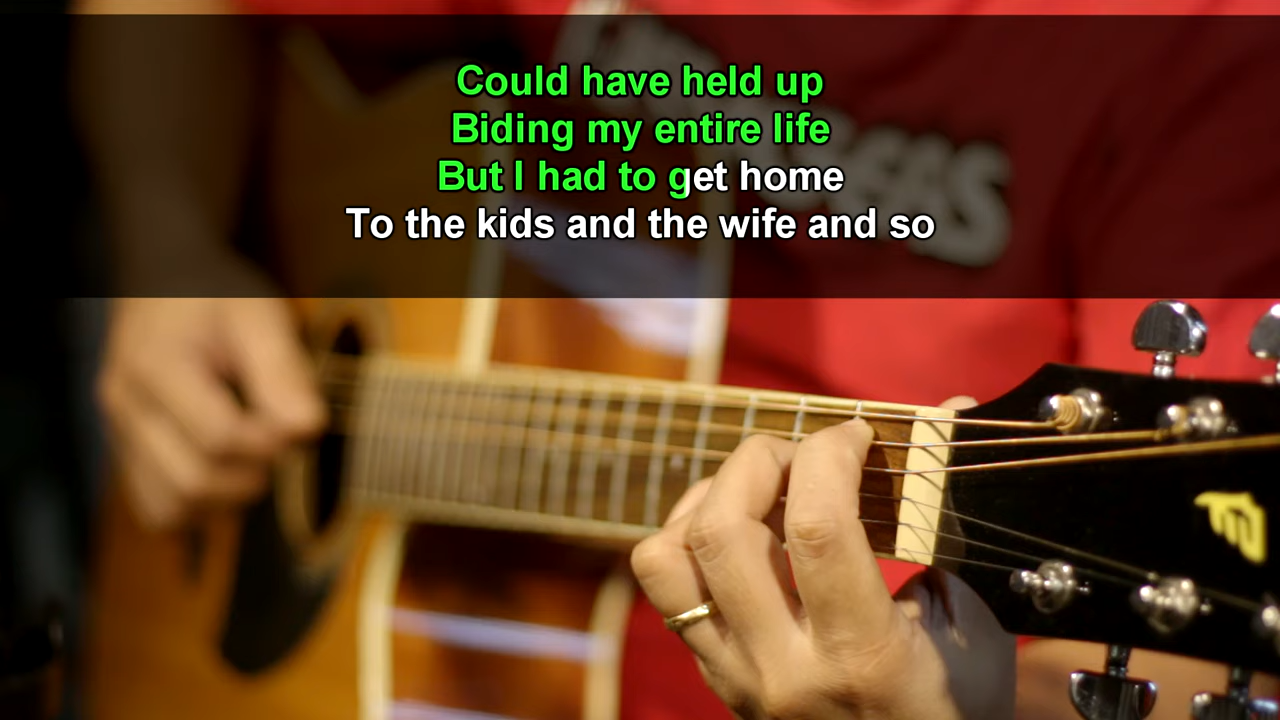 Could have held up
Biding my entire life
But I had to get home
To the kids and the wife and so